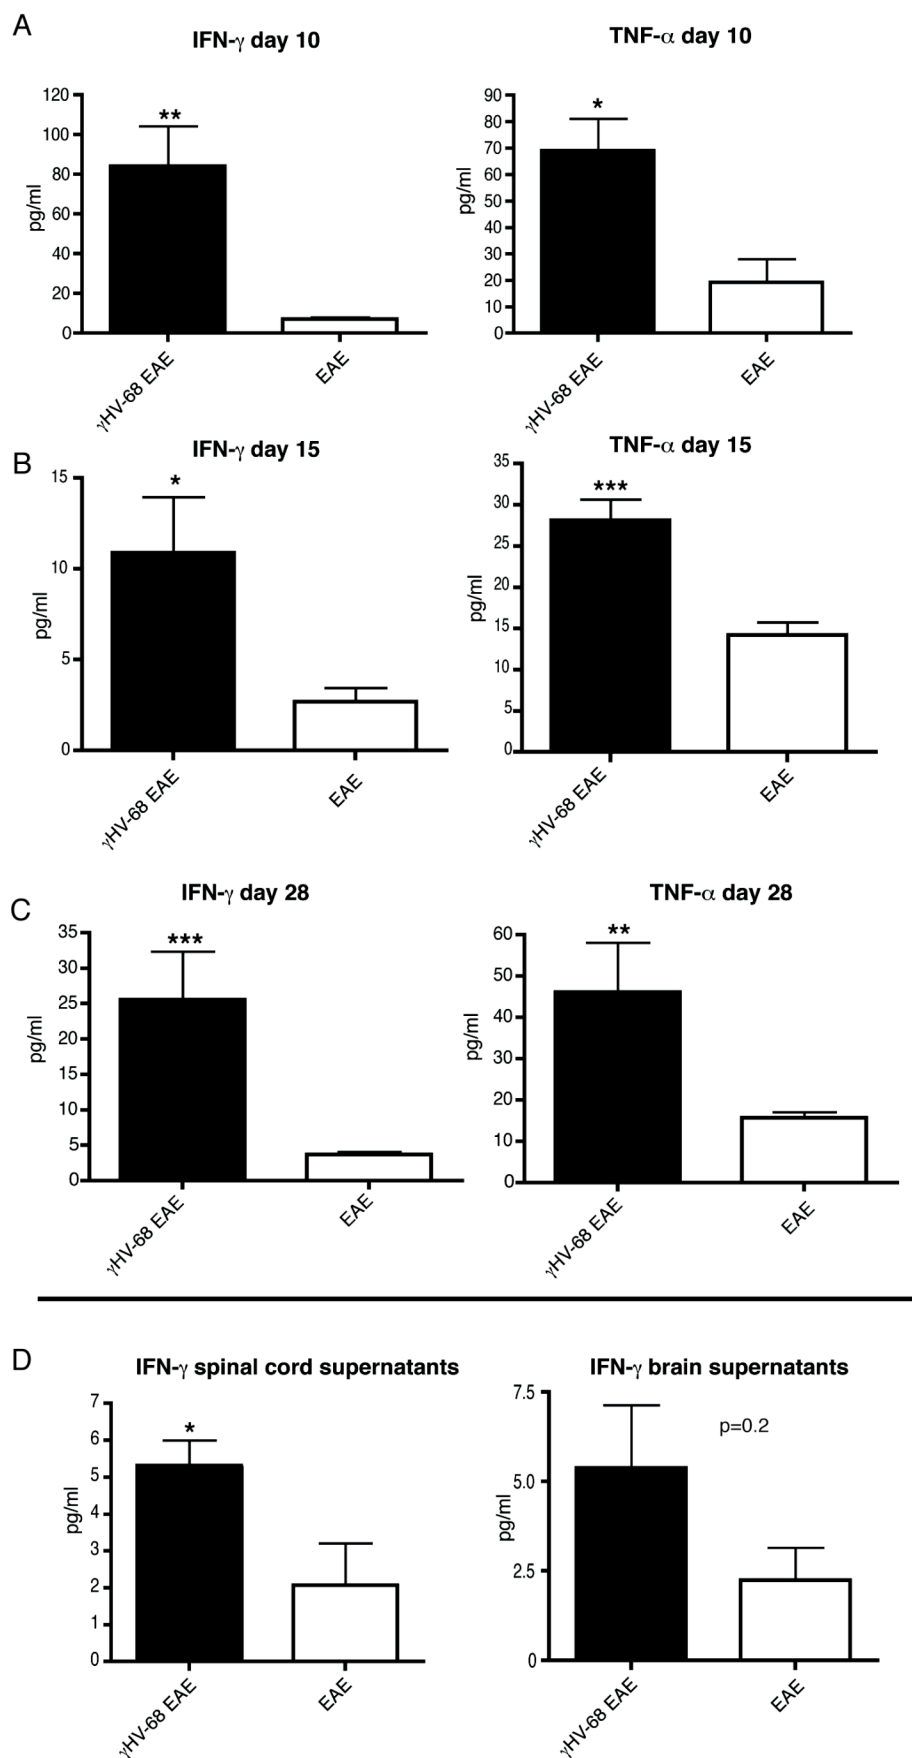 A
IFN-γ day 10
TNF-α day 10
**
*
120
100
80
60
40
20
0
pg/ml
90
80
70
60
50
40
30
20
10
0
pg/ml
γHV-68 EAE
EAE
γHV-68 EAE
EAE
B
IFN-γ day 15
TNF-α day 15
*
***
15
10
5
0
pg/ml
35
30
25
20
15
10
5
0
pg/ml
γHV-68 EAE
EAE
γHV-68 EAE
EAE
C
IFN-γ day 28
TNF-α day 28
***
**
35
30
25
20
15
10
5
0
pg/ml
60
50
40
30
20
10
0
pg/ml
γHV-68 EAE
EAE
γHV-68 EAE
EAE
D
IFN-γ spinal cord supernatants
IFN-γ brain supernatants
*
p=0.2
7
6
5
4
3
2
1
0
pg/ml
7.5
5.0
2.5
0
pg/ml
γHV-68 EAE
EAE
γHV-68 EAE
EAE